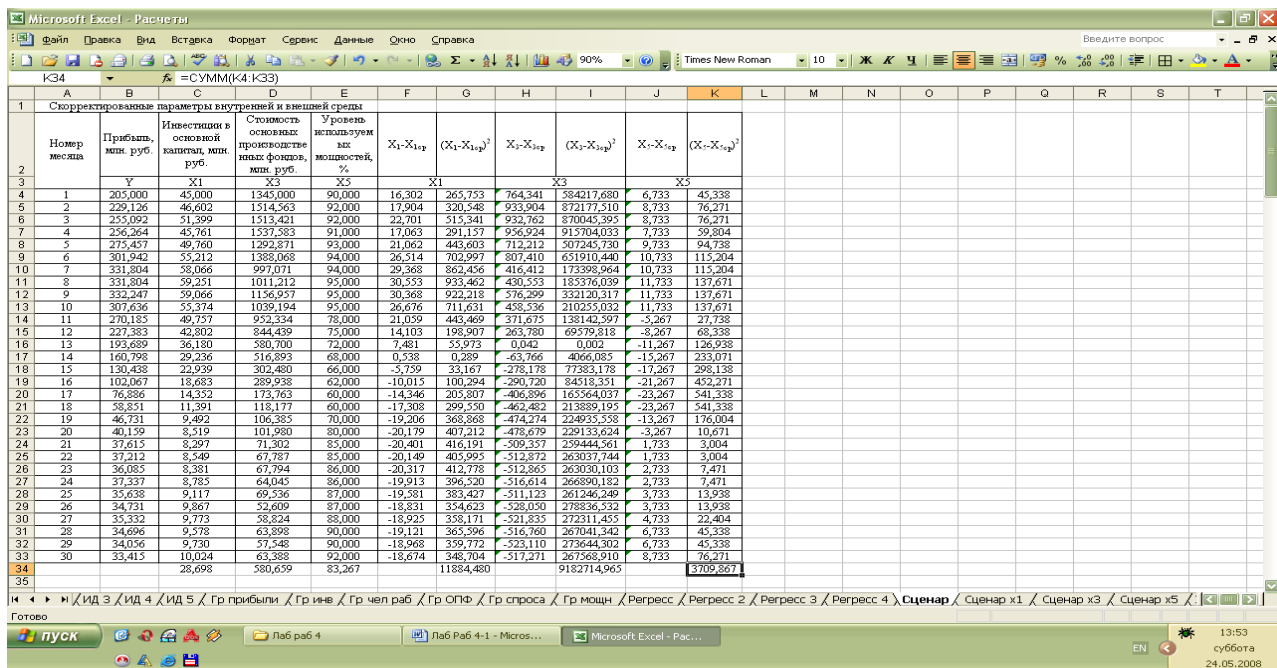 Microsoft Excel - Расчеты
Файл Правка Вид Вставка Формат Сервис Данные Окно Справка Введите вопрос
90% Times New Roman 10 Ж К Ч
K34 fx =СУММ(K4:K33)
A B C D E F G H I J K L M N O P Q R S T
1 Скорректированные параметры внутренней и внешней среды
2 Номер месяца Прибыль, млн. руб. Инвестиции в основной капитал, млн. руб. Стоимость основных производстве нных фондов, млн. руб. Уровень используем ых мощностей, % X₁-X₁ср (X₁-X₁ср)² X₃-X₃ср (X₃-X₃ср)² X₅-X₅ср (X₅-X₅ср)²
3 Y X1 X3 X5 X1 X3 X5
4 1 205,000 45,000 1345,000 90,000 16,302 265,753 764,341 584217,680 6,733 45,338
5 2 229,126 46,602 1514,563 92,000 17,904 320,548 933,904 872177,510 8,733 76,271
6 3 255,092 51,399 1513,421 92,000 22,701 515,341 932,762 870045,395 8,733 76,271
7 4 256,264 45,761 1537,583 91,000 17,063 291,157 956,924 915704,033 7,733 59,804
8 5 275,457 49,760 1292,871 93,000 21,062 443,603 712,212 507245,730 9,733 94,738
9 6 301,942 55,212 1388,068 94,000 26,514 702,997 807,410 651910,440 10,733 115,204
10 7 331,804 58,066 997,071 94,000 29,368 862,456 416,412 173398,964 10,733 115,204
11 8 331,804 59,251 1011,212 95,000 30,553 933,462 430,553 185376,039 11,733 137,671
12 9 332,247 59,066 1156,957 95,000 30,368 922,218 576,299 332120,317 11,733 137,671
13 10 307,636 55,374 1039,194 95,000 26,676 711,631 458,536 210255,032 11,733 137,671
14 11 270,185 49,757 952,334 78,000 21,059 443,469 371,675 138142,597 -5,267 27,738
15 12 227,383 42,802 844,439 75,000 14,103 198,907 263,780 69579,818 -8,267 68,338
16 13 193,689 36,180 580,700 72,000 7,481 55,973 0,042 0,002 -11,267 126,938
17 14 160,798 29,236 516,893 68,000 0,538 0,289 -63,766 4066,085 -15,267 233,071
18 15 130,438 22,939 302,480 66,000 -5,759 33,167 -278,178 77383,178 -17,267 298,138
19 16 102,067 18,683 289,938 62,000 -10,015 100,294 -290,720 84518,351 -21,267 452,271
20 17 76,886 14,352 173,763 60,000 -14,346 205,807 -406,896 165564,037 -23,267 541,338
21 18 58,851 11,391 118,177 60,000 -17,308 299,550 -462,482 213889,195 -23,267 541,338
22 19 46,731 9,492 106,385 70,000 -19,206 368,868 -474,274 224935,558 -13,267 176,004
23 20 40,159 8,519 101,980 80,000 -20,179 407,212 -478,679 229133,624 -3,267 10,671
24 21 37,615 8,297 71,302 85,000 -20,401 416,191 -509,357 259444,561 1,733 3,004
25 22 37,212 8,549 67,787 85,000 -20,149 405,995 -512,872 263037,744 1,733 3,004
26 23 36,085 8,381 67,794 86,000 -20,317 412,778 -512,865 263030,103 2,733 7,471
27 24 37,337 8,785 64,045 86,000 -19,913 396,520 -516,614 266890,182 2,733 7,471
28 25 35,638 9,117 69,536 87,000 -19,581 383,427 -511,123 261246,249 3,733 13,938
29 26 34,731 9,867 52,609 87,000 -18,831 354,623 -528,050 278836,532 3,733 13,938
30 27 35,332 9,773 58,824 88,000 -18,925 358,171 -521,835 272311,455 4,733 22,404
31 28 34,696 9,578 63,898 90,000 -19,121 365,596 -516,760 267041,342 6,733 45,338
32 29 34,056 9,730 57,548 90,000 -18,968 359,772 -523,110 273644,302 6,733 45,338
33 30 33,415 10,024 63,388 92,000 -18,674 348,704 -517,271 267568,910 8,733 76,271
34 28,698 580,659 83,267 11884,480 9182714,965 3709,867
35
ИД 3 ИД 4 ИД 5 Гр прибыли Гр инв Гр чел раб Гр ОПФ Гр спроса Гр мощн Регресс Регресс 2 Регресс 3 Регресс 4 Сценар Сценар x1 Сценар x3 Сценар x5
Готово
пуск Лаб раб 4 Лаб Раб 4-1 - Micros... Microsoft Excel - Рас... EN 13:53
суббота
24.05.2008